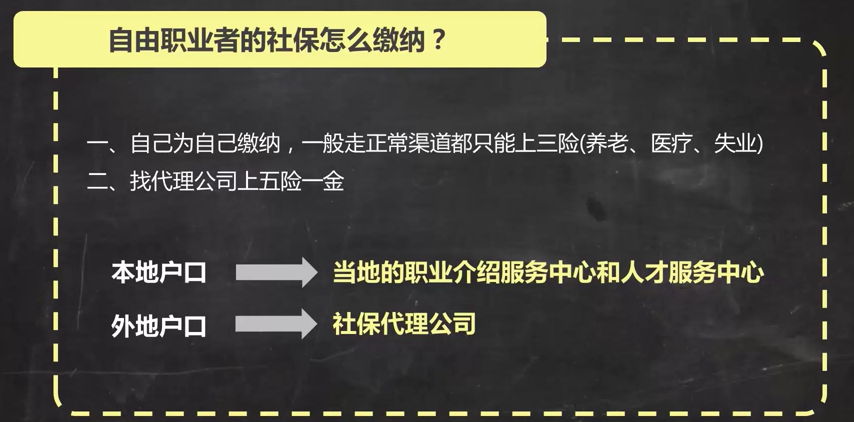 自由职业者的社保怎么缴纳？
一、自己为自己缴纳，一般走正常渠道都只能上三险(养老、医疗、失业)
二、找代理公司上五险一金
本地户口 当地的职业介绍服务中心和人才服务中心
外地户口 社保代理公司